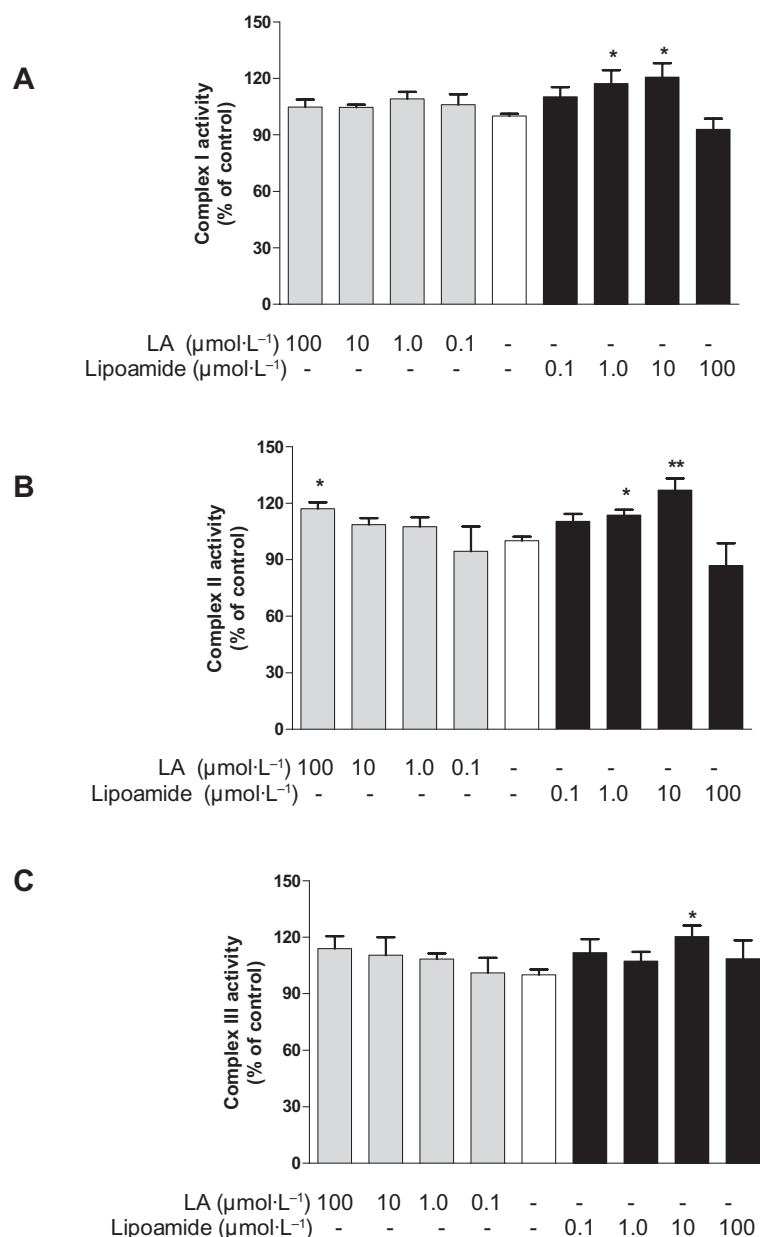 A
Complex I activity
(% of control)
150
120
90
60
30
0
* *
LA (µmol·L⁻¹) 100 10 1.0 0.1 - - - - -
Lipoamide (µmol·L⁻¹) - - - - - 0.1 1.0 10 100
B
Complex II activity
(% of control)
150
120
90
60
30
0
* * **
LA (µmol·L⁻¹) 100 10 1.0 0.1 - - - - -
Lipoamide (µmol·L⁻¹) - - - - - 0.1 1.0 10 100
C
Complex III activity
(% of control)
150
120
90
60
30
0
*
LA (µmol·L⁻¹) 100 10 1.0 0.1 - - - - -
Lipoamide (µmol·L⁻¹) - - - - - 0.1 1.0 10 100